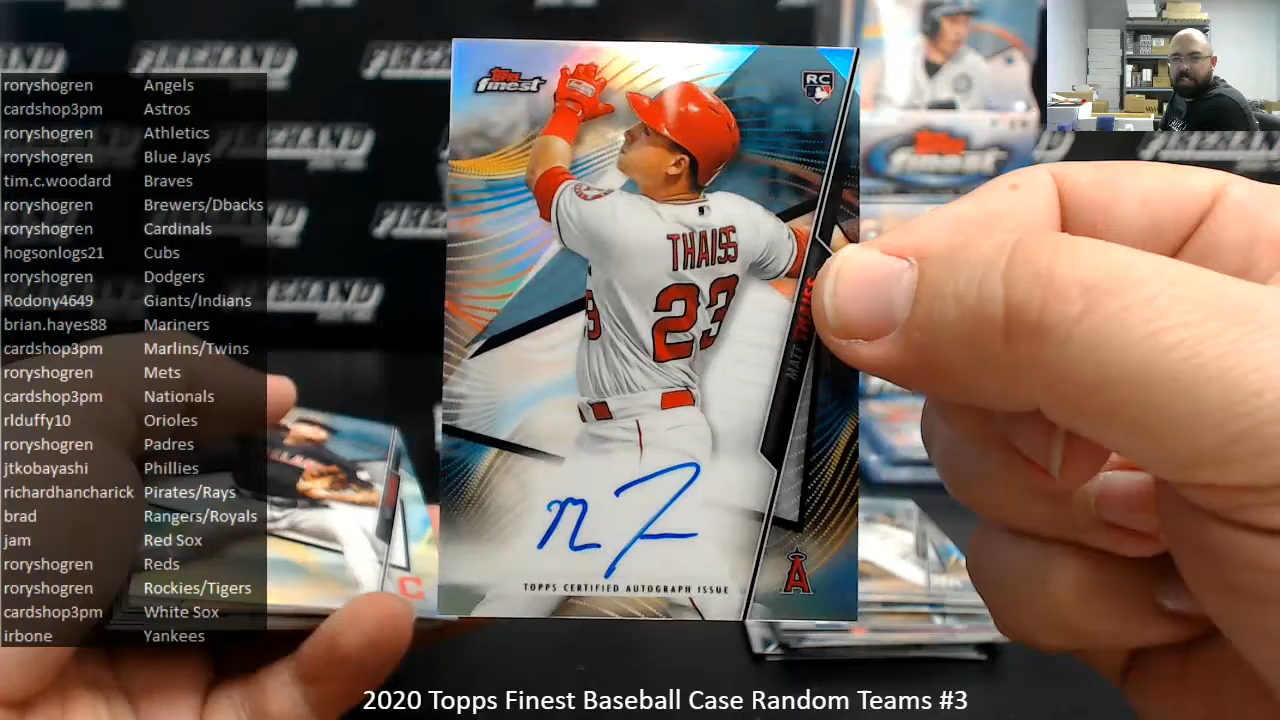 roryshogren Angels
cardshop3pm Astros
roryshogren Athletics
roryshogren Blue Jays
tim.c.woodard Braves
roryshogren Brewers/Dbacks
roryshogren Cardinals
hogsonlogs21 Cubs
roryshogren Dodgers
Rodony4649 Giants/Indians
brian.hayes88 Mariners
cardshop3pm Marlins/Twins
roryshogren Mets
cardshop3pm Nationals
rlduffy10 Orioles
roryshogren Padres
jtkobayashi Phillies
richardhancharick Pirates/Rays
brad Rangers/Royals
jam Red Sox
roryshogren Reds
roryshogren Rockies/Tigers
cardshop3pm White Sox
irbone Yankees
Topps
finest
RC
THAISS
23
MATT THAISS
A
TOPPS CERTIFIED AUTOGRAPH ISSUE
C
Topps
finest
FIREHAND
2020 Topps Finest Baseball Case Random Teams #3